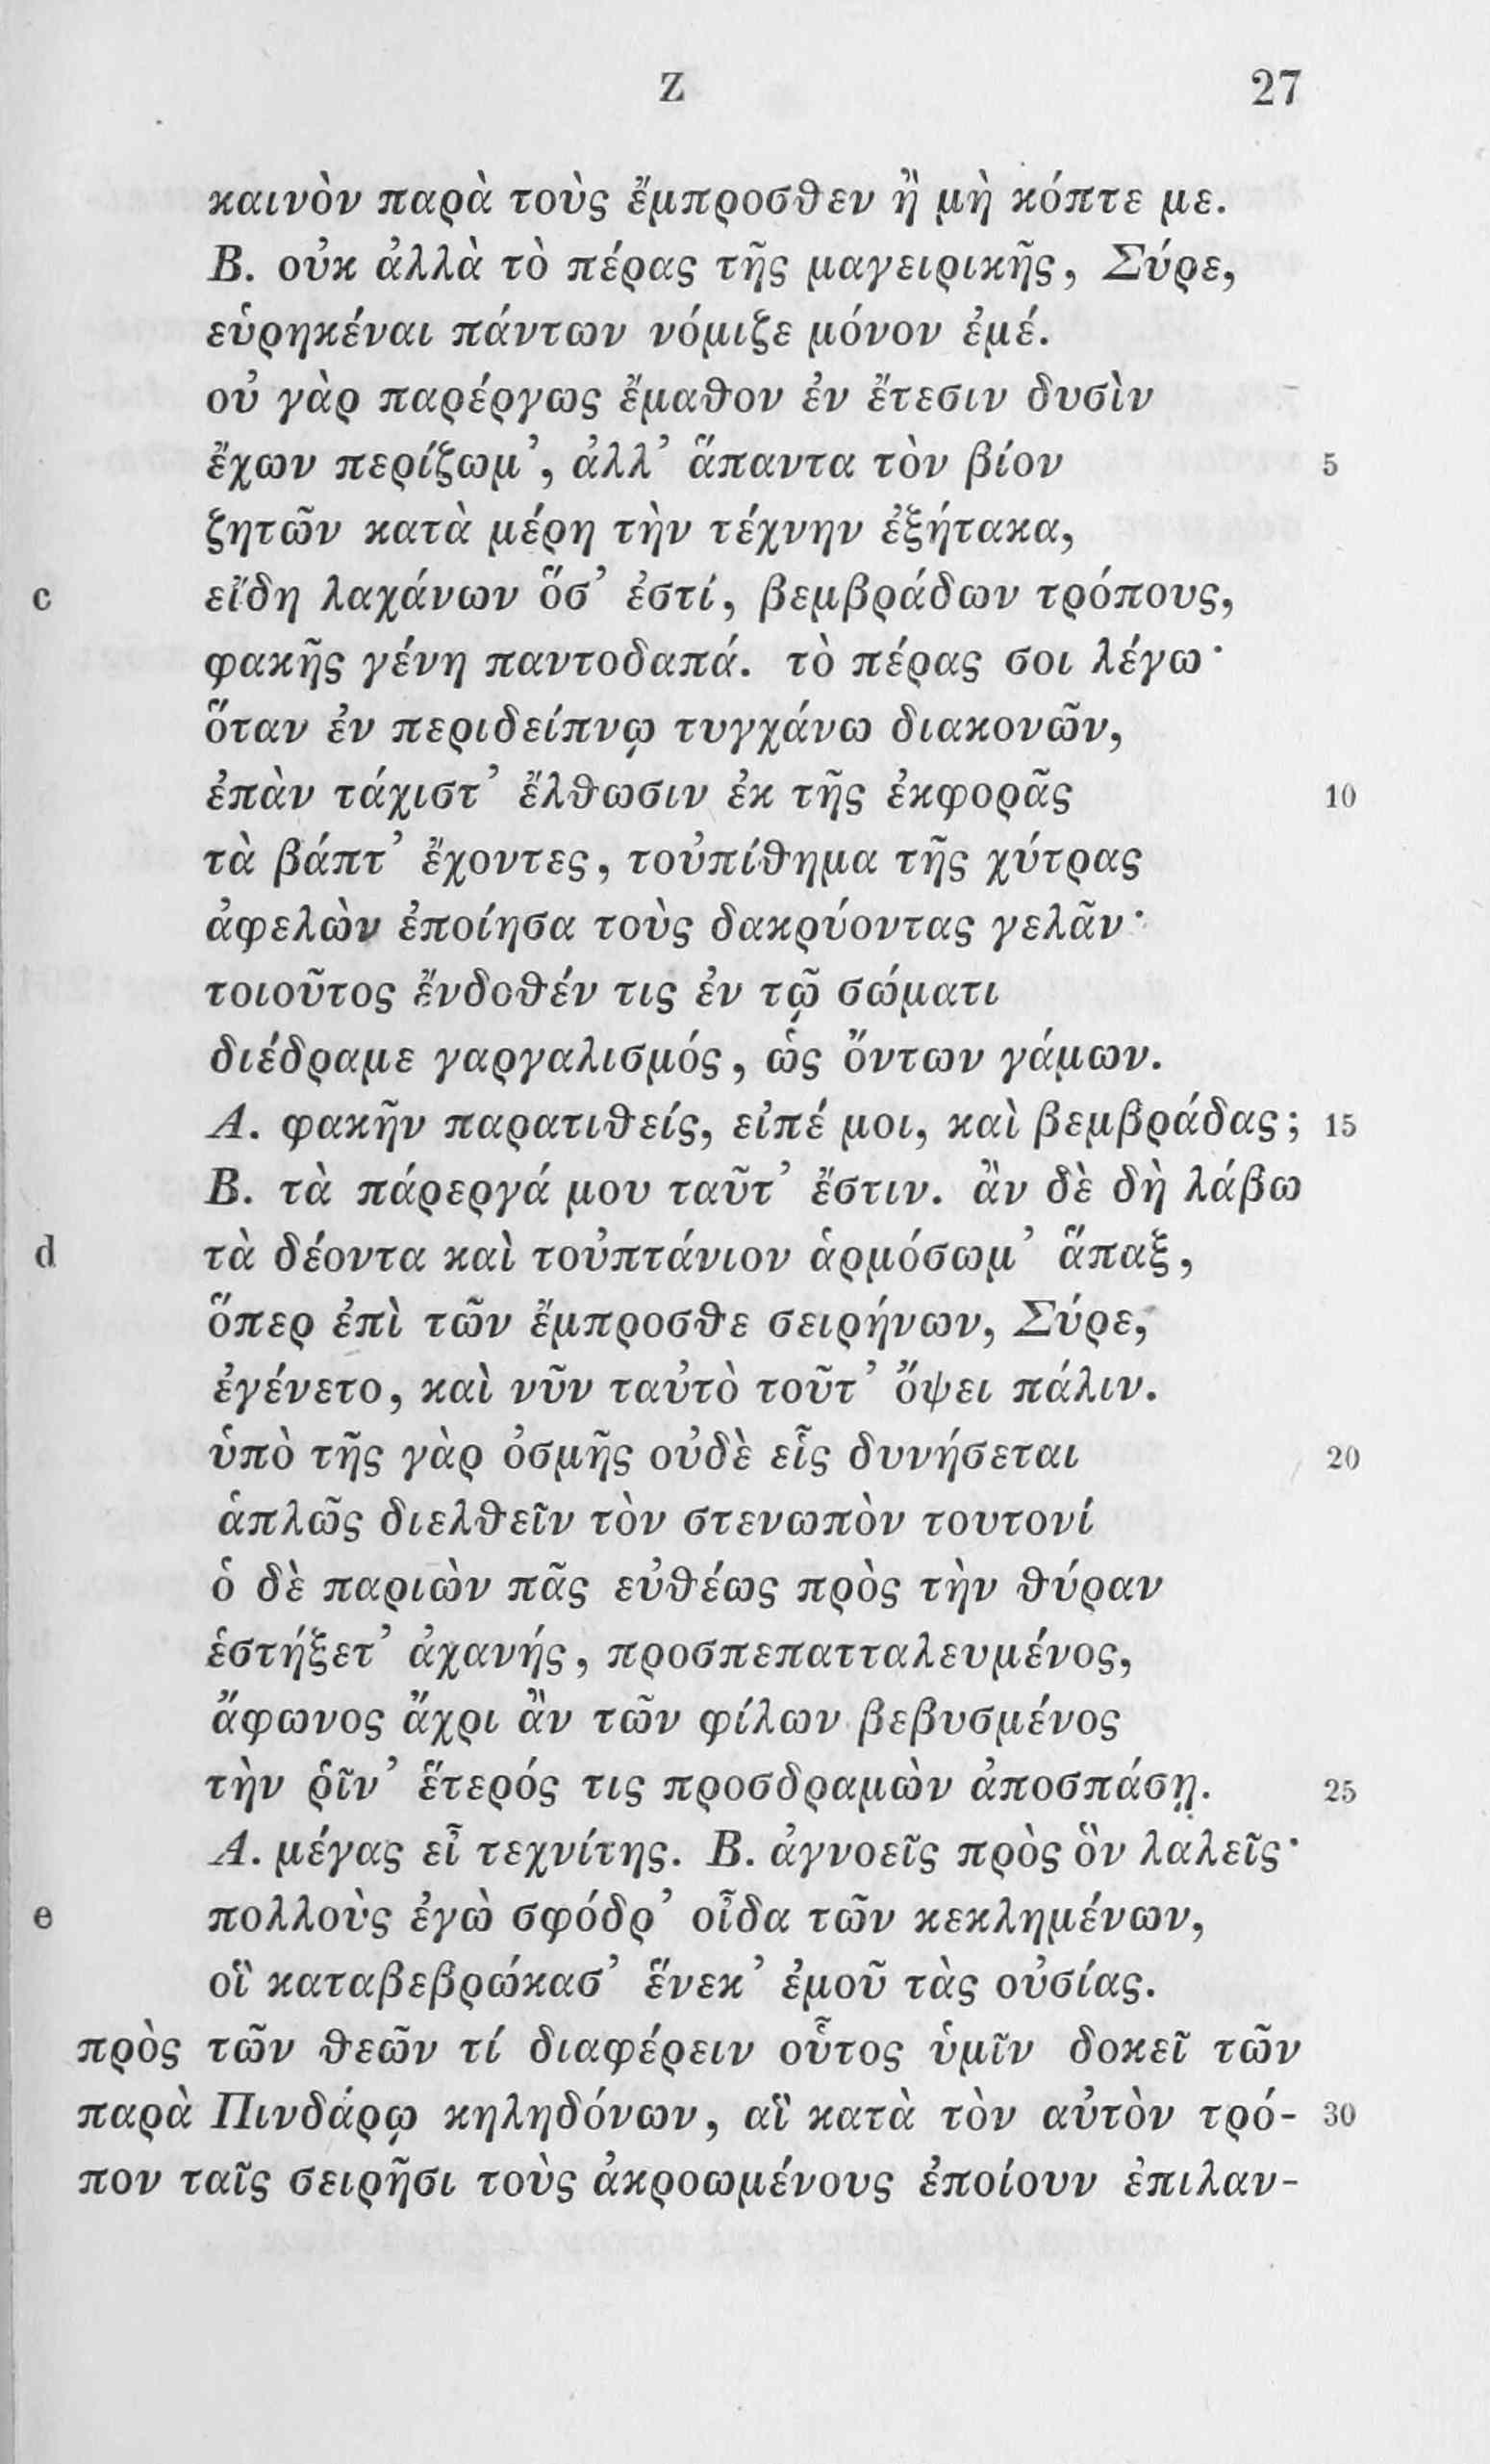 Z 27
καινὸν παρὰ τοὺς ἔμπροσθεν ἢ μὴ κόπτε με.
Β. οὐκ ἀλλὰ τὸ πέρας τῆς μαγειρικῆς, Σύρε,
εὑρηκέναι πάντων νόμιζε μόνον ἐμέ.
οὐ γὰρ παρέργως ἔμαθον ἐν ἔτεσιν δυσὶν
ἔχων περίζωμ’, ἀλλ’ ἅπαντα τὸν βίον 5
ζητῶν κατὰ μέρη τὴν τέχνην ἐξήτακα,
c εἴδη λαχάνων ὅσ’ ἐστί, βεμβράδων τρόπους,
φακῆς γένη παντοδαπά. τὸ πέρας σοι λέγω·
ὅταν ἐν περιδείπνῳ τυγχάνω διακονῶν,
ἐπὰν τάχιστ’ ἔλθωσιν ἐκ τῆς ἐκφορᾶς 10
τὰ βάπτ’ ἔχοντες, τοὐπίθημα τῆς χύτρας
ἀφελὼν ἐποίησα τοὺς δακρύοντας γελᾶν·
τοιοῦτος ἔνδοθέν τις ἐν τῷ σώματι
διέδραμε γαργαλισμός, ὡς ὄντων γάμων.
Α. φακῆν παρατιθείς, εἰπέ μοι, καὶ βεμβράδας; 15
Β. τὰ πάρεργά μου ταῦτ’ ἔστιν. ἂν δὲ δὴ λάβω
d τὰ δέοντα καὶ τοὐπτάνιον ἁρμόσωμ’ ἅπαξ,
ὅπερ ἐπὶ τῶν ἔμπροσθε σειρήνων, Σύρε,
ἐγένετο, καὶ νῦν ταὐτὸ τοῦτ’ ὄψει πάλιν.
ὑπὸ τῆς γὰρ ὀσμῆς οὐδὲ εἷς δυνήσεται 20
ἁπλῶς διελθεῖν τὸν στενωπὸν τουτονί
ὁ δὲ παριὼν πᾶς εὐθέως πρὸς τὴν θύραν
ἑστήξετ’ ἀχανής, προσπεπατταλευμένος,
ἄφωνος ἄχρι ἂν τῶν φίλων βεβυσμένος
τὴν ῥῖν’ ἕτερός τις προσδραμὼν ἀποσπάσῃ. 25
Α. μέγας εἶ τεχνίτης. Β. ἀγνοεῖς πρὸς ὃν λαλεῖς·
e πολλοὺς ἐγὼ σφόδρ’ οἶδα τῶν κεκλημένων,
οἳ καταβεβρώκασ’ ἕνεκ’ ἐμοῦ τὰς οὐσίας.
πρὸς τῶν θεῶν τί διαφέρειν οὗτος ὑμῖν δοκεῖ τῶν
παρὰ Πινδάρῳ κηληδόνων, αἳ κατὰ τὸν αὐτὸν τρό- 30
πον ταῖς σειρῆσι τοὺς ἀκροωμένους ἐποίουν ἐπιλαν-